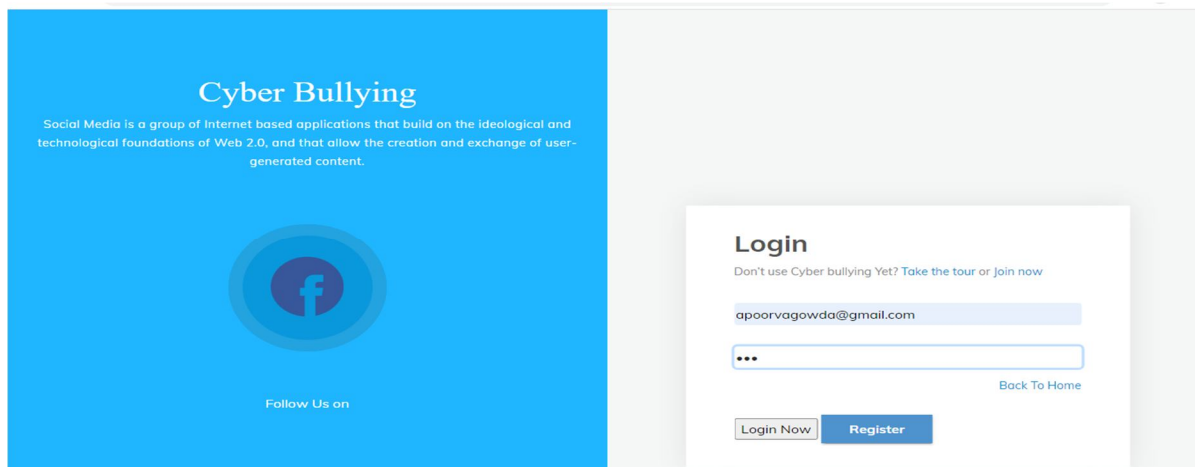 Cyber Bullying
Social Media is a group of Internet based applications that build on the ideological and
technological foundations of Web 2.0, and that allow the creation and exchange of user-
generated content.
f
Follow Us on
Login
Don't use Cyber bullying Yet? Take the tour or Join now
apoorvagowda@gmail.com
•••
Back To Home
Login Now
Register